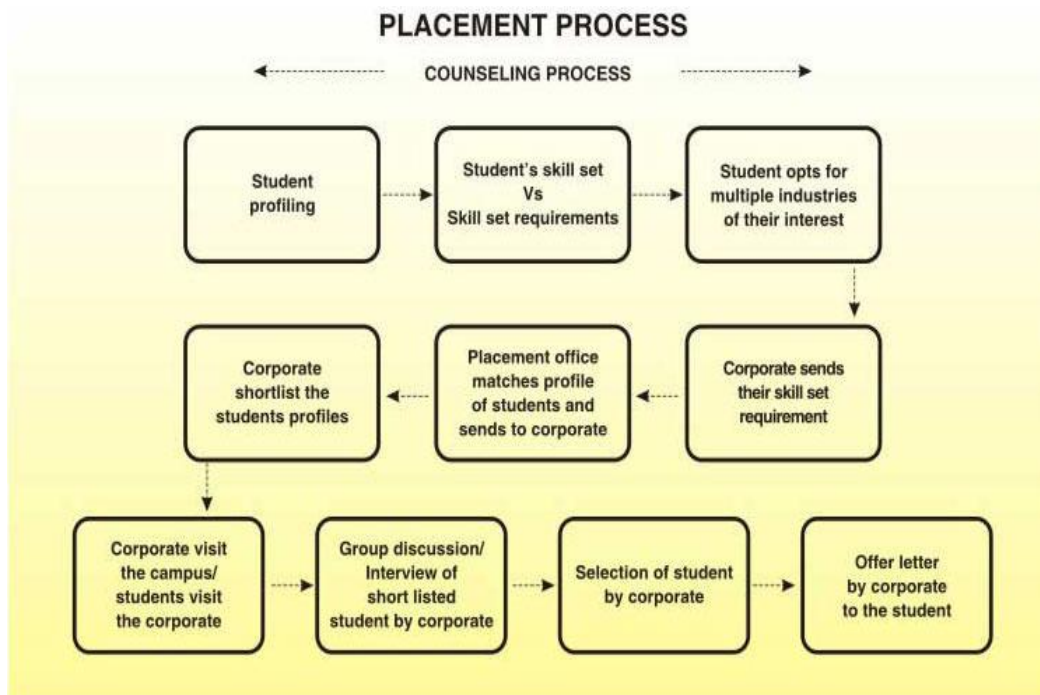 PLACEMENT PROCESS
COUNSELING PROCESS
Student
profiling
Student's skill set
Vs
Skill set requirements
Student opts for
multiple industries
of their interest
Corporate
shortlist the
students profiles
Placement office
matches profile
of students and
sends to corporate
Corporate sends
their skill set
requirement
Corporate visit
the campus/
students visit
the corporate
Group discussion/
Interview of
short listed
student by corporate
Selection of student
by corporate
Offer letter
by corporate
to the student